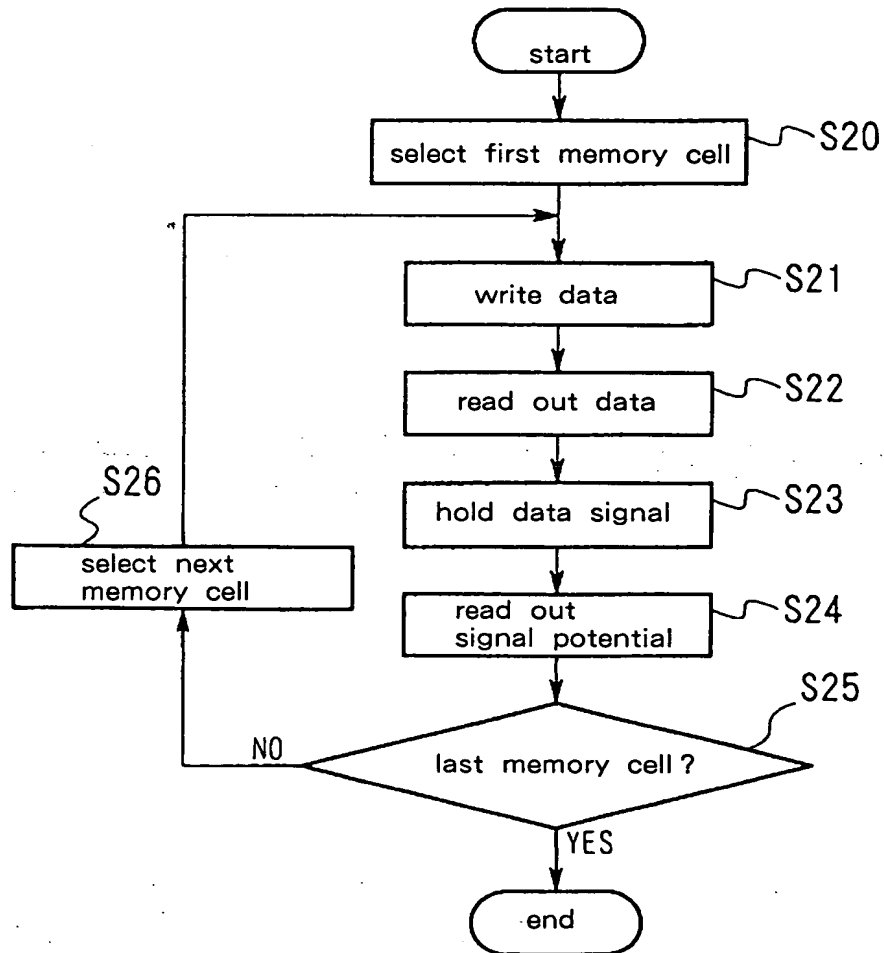 start
select first memory cell
S20
write data
S21
read out data
S22
hold data signal
S23
S26
select next
memory cell
read out
signal potential
S24
S25
last memory cell?
NO
YES
end